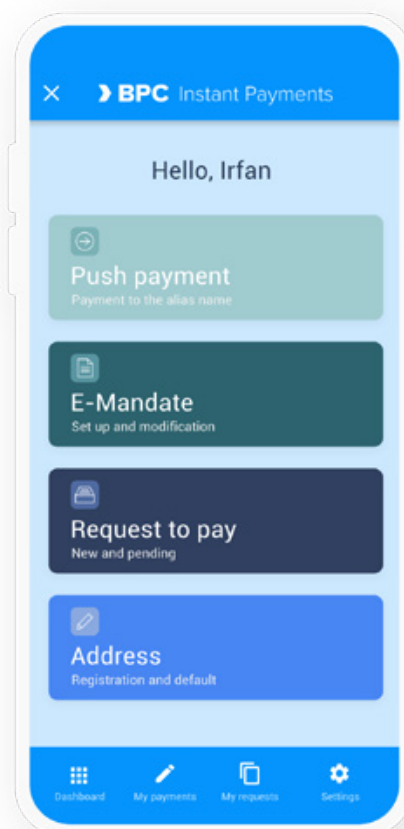 BPC Instant Payments
Hello, Irfan
Push payment
Payment to the alias name
E-Mandate
Set up and modification
Request to pay
New and pending
Address
Registration and default
Dashboard My payments My requests Settings